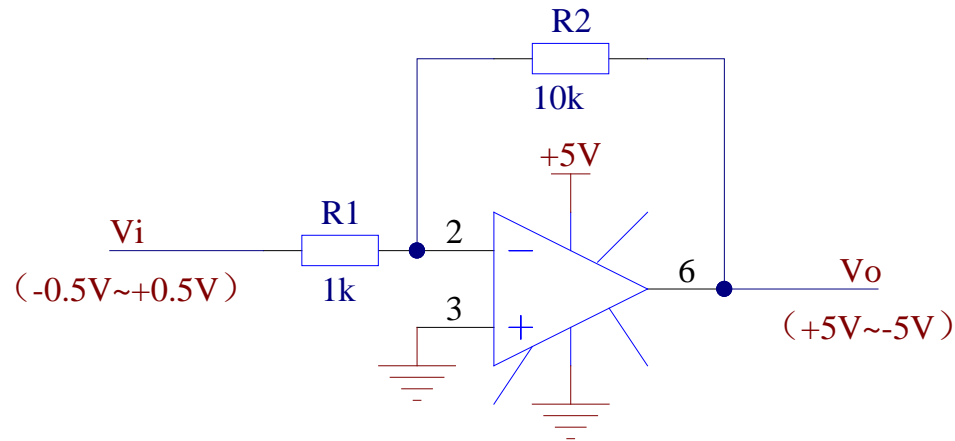 R2
10k
+5V
R1
Vi
2
−
6
Vo
（-0.5V~+0.5V）
1k
3
+
（+5V~-5V）